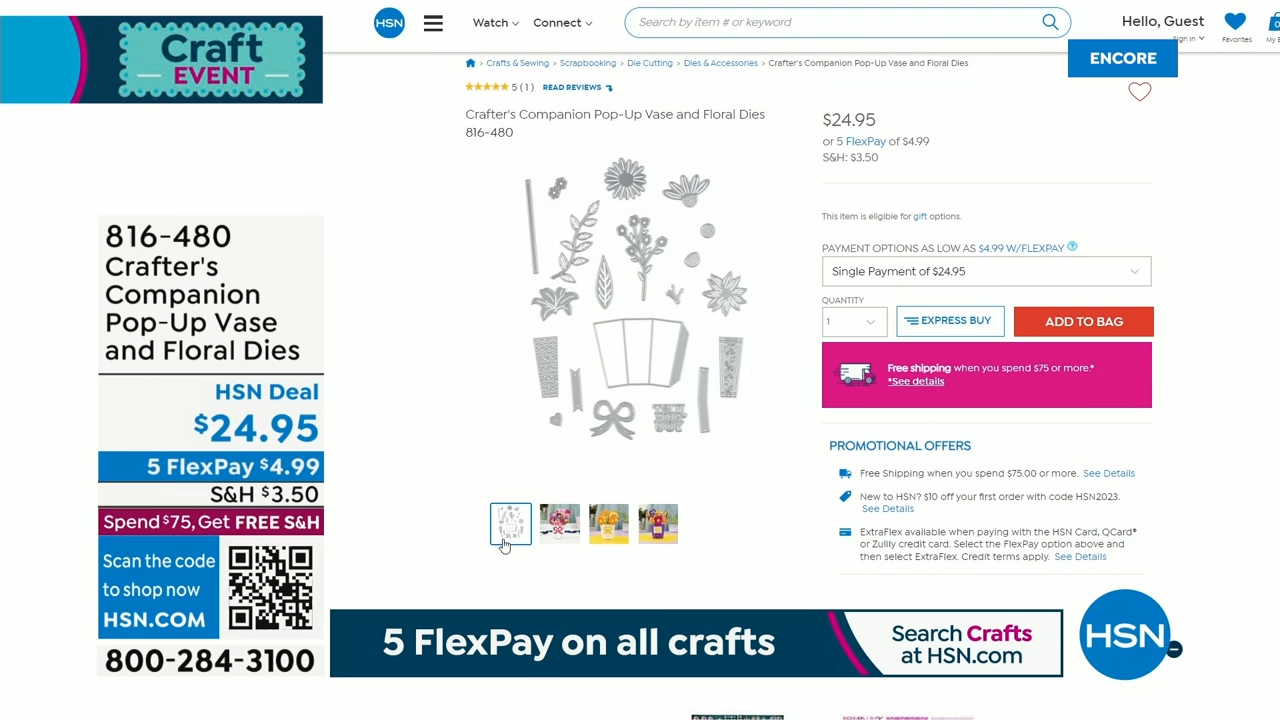 Craft
EVENT
816-480
Crafter's
Companion
Pop-Up Vase
and Floral Dies
HSN Deal
$24.95
5 FlexPay $4.99
S&H $3.50
Spend $75, Get FREE S&H
Scan the code
to shop now
HSN.COM
800-284-3100
HSN
Watch
Connect
Search by item # or keyword
Hello, Guest
Sign In
Favorites
0
ENCORE
Crafts & Sewing > Scrapbooking > Die Cutting > Dies & Accessories > Crafter's Companion Pop-Up Vase and Floral Dies
5 (1) READ REVIEWS
Crafter's Companion Pop-Up Vase and Floral Dies
816-480
$24.95
or 5 FlexPay of $4.99
S&H: $3.50
This item is eligible for gift options.
PAYMENT OPTIONS AS LOW AS $4.99 W/FLEXPAY ?
Single Payment of $24.95
QUANTITY
1
EXPRESS BUY
ADD TO BAG
Free shipping when you spend $75 or more.*
*See details
PROMOTIONAL OFFERS
Free Shipping when you spend $75.00 or more. See Details
New to HSN? $10 off your first order with code HSN2023.
See Details
ExtraFlex available when paying with the HSN Card, QCard®
or Zulily credit card. Select the FlexPay option above and
then select ExtraFlex. Credit terms apply. See Details
5 FlexPay on all crafts
Search Crafts
at HSN.com
HSN